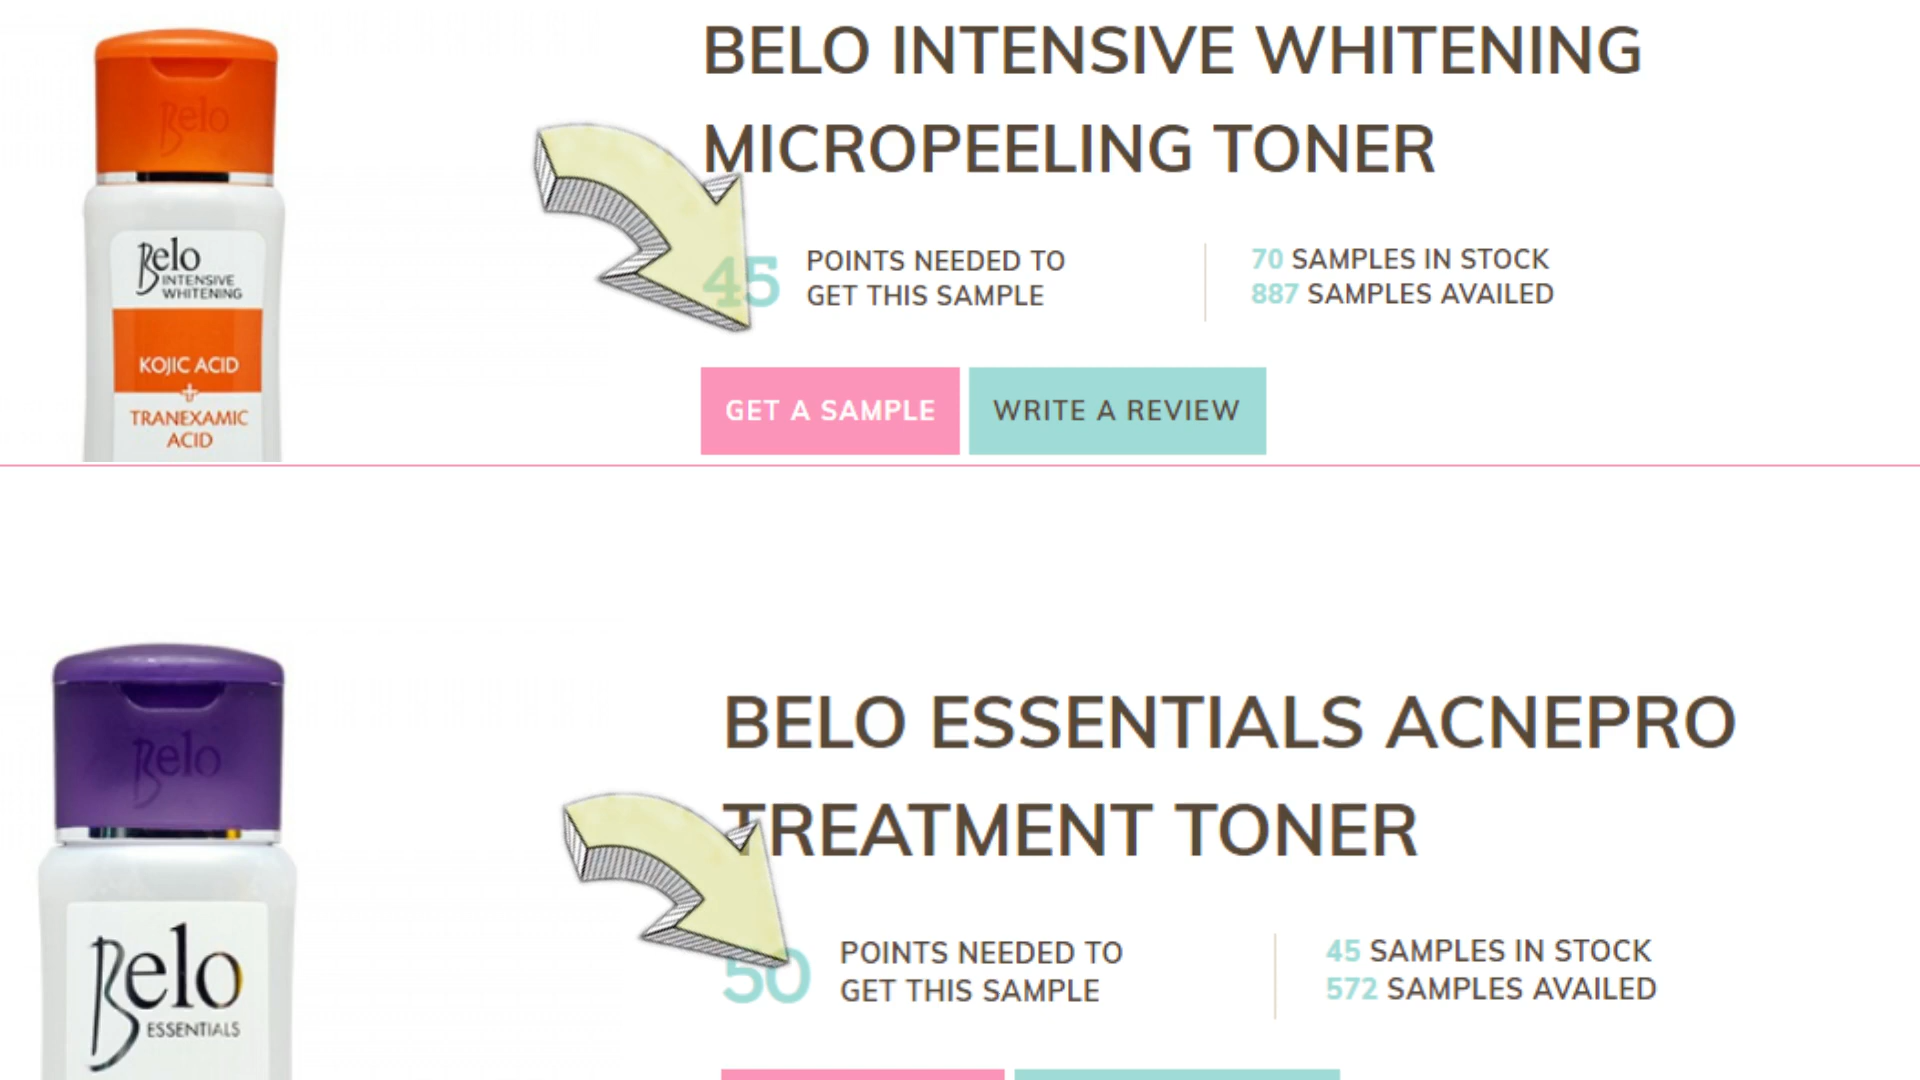 Belo
Belo
INTENSIVE
WHITENING
KOJIC ACID
+
TRANEXAMIC
ACID
BELO INTENSIVE WHITENING
MICROPEELING TONER
45 POINTS NEEDED TO
GET THIS SAMPLE
70 SAMPLES IN STOCK
887 SAMPLES AVAILED
GET A SAMPLE
WRITE A REVIEW
Belo
Belo
ESSENTIALS
BELO ESSENTIALS ACNEPRO
TREATMENT TONER
50 POINTS NEEDED TO
GET THIS SAMPLE
45 SAMPLES IN STOCK
572 SAMPLES AVAILED